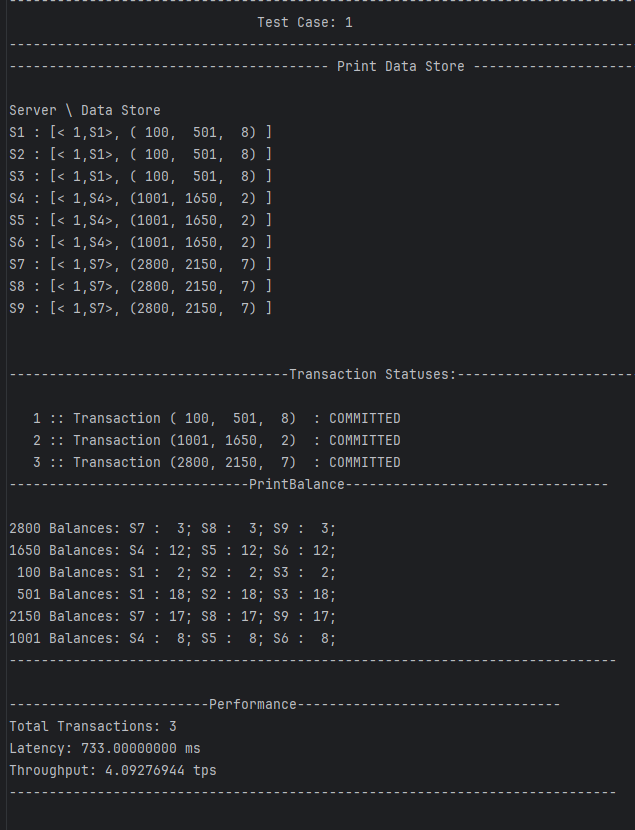 --------------------------------------------------------------------------------
                               Test Case: 1
--------------------------------------------------------------------------------
---------------------------------------- Print Data Store --------------------
Server \ Data Store
S1 : [< 1,S1>, ( 100,  501,  8) ]
S2 : [< 1,S1>, ( 100,  501,  8) ]
S3 : [< 1,S1>, ( 100,  501,  8) ]
S4 : [< 1,S4>, (1001, 1650,  2) ]
S5 : [< 1,S4>, (1001, 1650,  2) ]
S6 : [< 1,S4>, (1001, 1650,  2) ]
S7 : [< 1,S7>, (2800, 2150,  7) ]
S8 : [< 1,S7>, (2800, 2150,  7) ]
S9 : [< 1,S7>, (2800, 2150,  7) ]
-----------------------------------Transaction Statuses:----------------------
   1 :: Transaction ( 100,  501,  8)  : COMMITTED
   2 :: Transaction (1001, 1650,  2)  : COMMITTED
   3 :: Transaction (2800, 2150,  7)  : COMMITTED
------------------------------PrintBalance---------------------------------
2800 Balances: S7 :  3; S8 :  3; S9 :  3;
1650 Balances: S4 : 12; S5 : 12; S6 : 12;
 100 Balances: S1 :  2; S2 :  2; S3 :  2;
 501 Balances: S1 : 18; S2 : 18; S3 : 18;
2150 Balances: S7 : 17; S8 : 17; S9 : 17;
1001 Balances: S4 :  8; S5 :  8; S6 :  8;
----------------------------------------------------------------------------
-------------------------Performance---------------------------------
Total Transactions: 3
Latency: 733.00000000 ms
Throughput: 4.09276944 tps
----------------------------------------------------------------------------